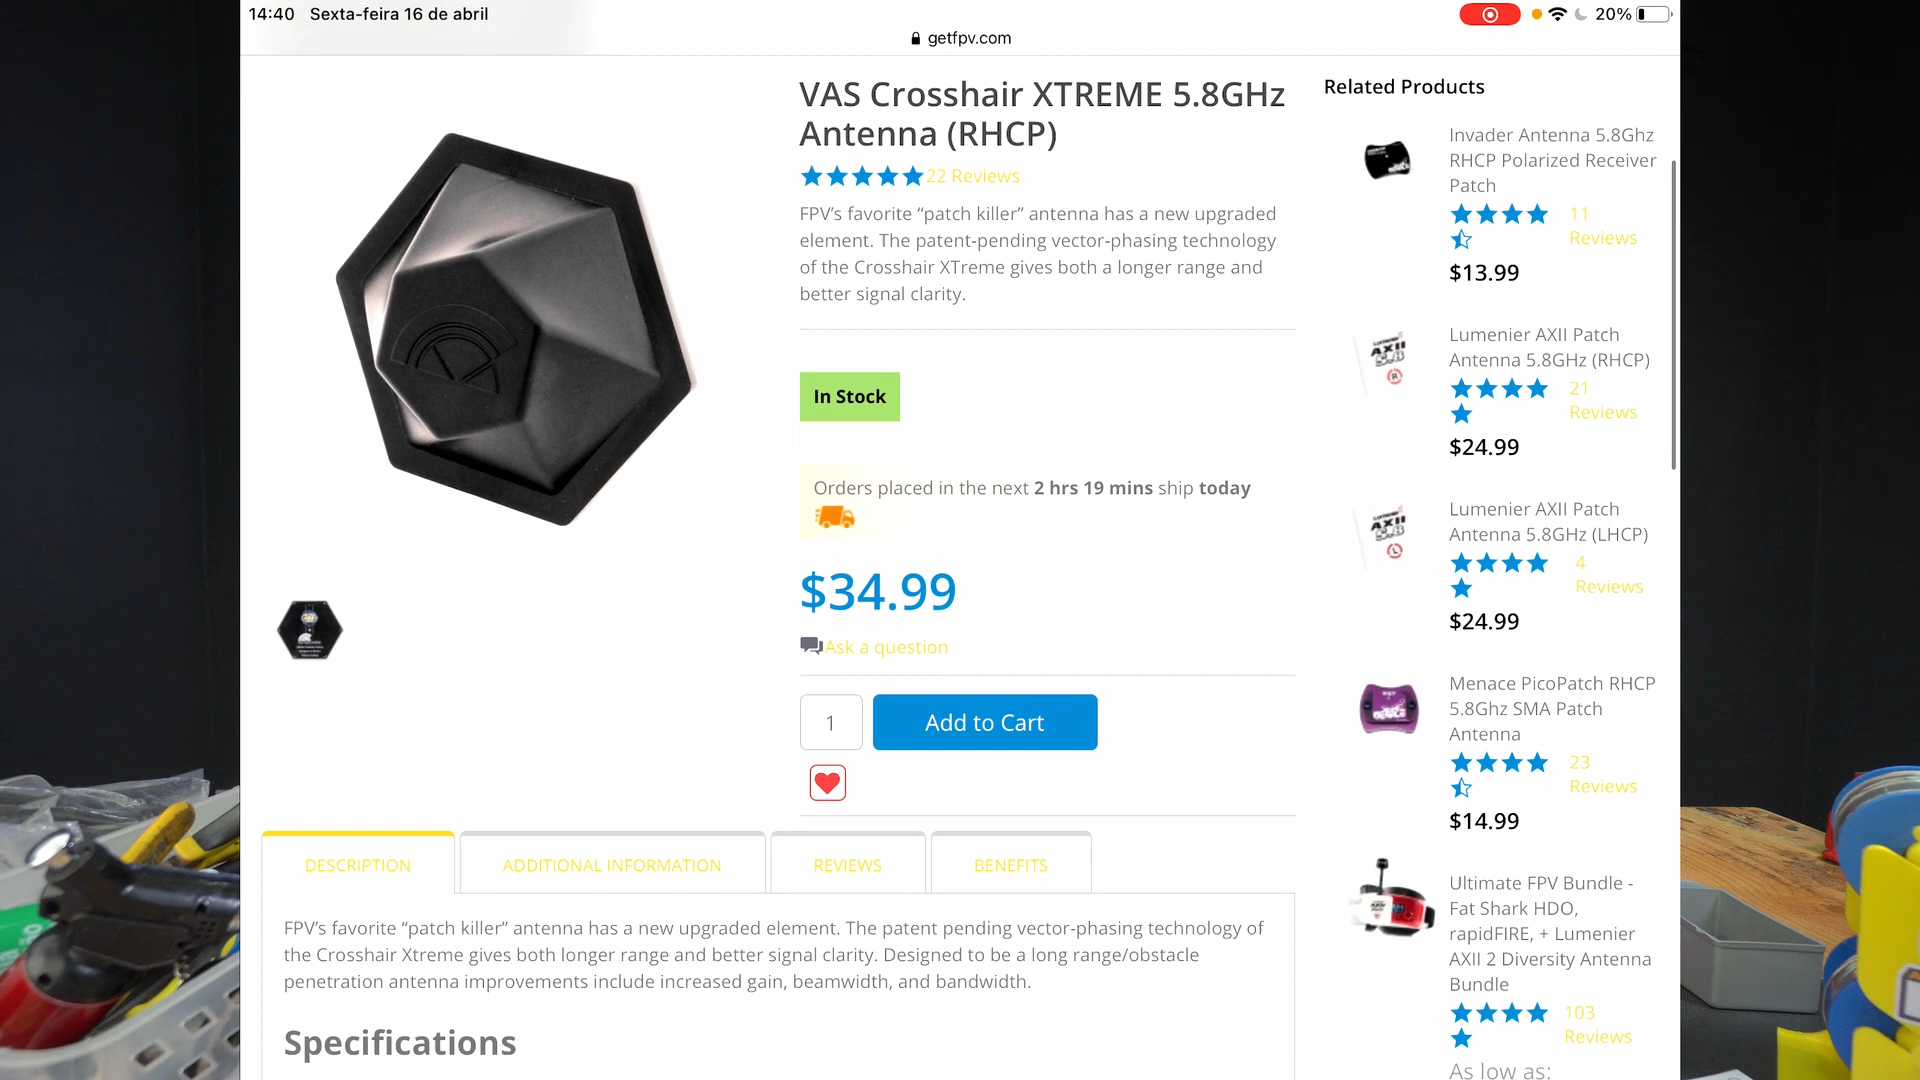 14:40 Sexta-feira 16 de abril
20%
getfpv.com
VAS Crosshair XTREME 5.8GHz
Antenna (RHCP)
22 Reviews
FPV's favorite “patch killer” antenna has a new upgraded
element. The patent-pending vector-phasing technology
of the Crosshair XTreme gives both a longer range and
better signal clarity.
In Stock
Orders placed in the next 2 hrs 19 mins ship today
$34.99
Ask a question
1
Add to Cart
DESCRIPTION
ADDITIONAL INFORMATION
REVIEWS
BENEFITS
FPV's favorite “patch killer” antenna has a new upgraded element. The patent pending vector-phasing technology of
the Crosshair Xtreme gives both longer range and better signal clarity. Designed to be a long range/obstacle
penetration antenna improvements include increased gain, beamwidth, and bandwidth.
Specifications
Related Products
Invader Antenna 5.8Ghz
RHCP Polarized Receiver
Patch
11
Reviews
$13.99
LUMENIER
AXII
5.8
R
Lumenier AXII Patch
Antenna 5.8GHz (RHCP)
21
Reviews
$24.99
LUMENIER
AXII
5.8
L
Lumenier AXII Patch
Antenna 5.8GHz (LHCP)
4
Reviews
$24.99
Menace PicoPatch RHCP
5.8Ghz SMA Patch
Antenna
23
Reviews
$14.99
Ultimate FPV Bundle -
Fat Shark HDO,
rapidFIRE, + Lumenier
AXII 2 Diversity Antenna
Bundle
103
Reviews
As low as: